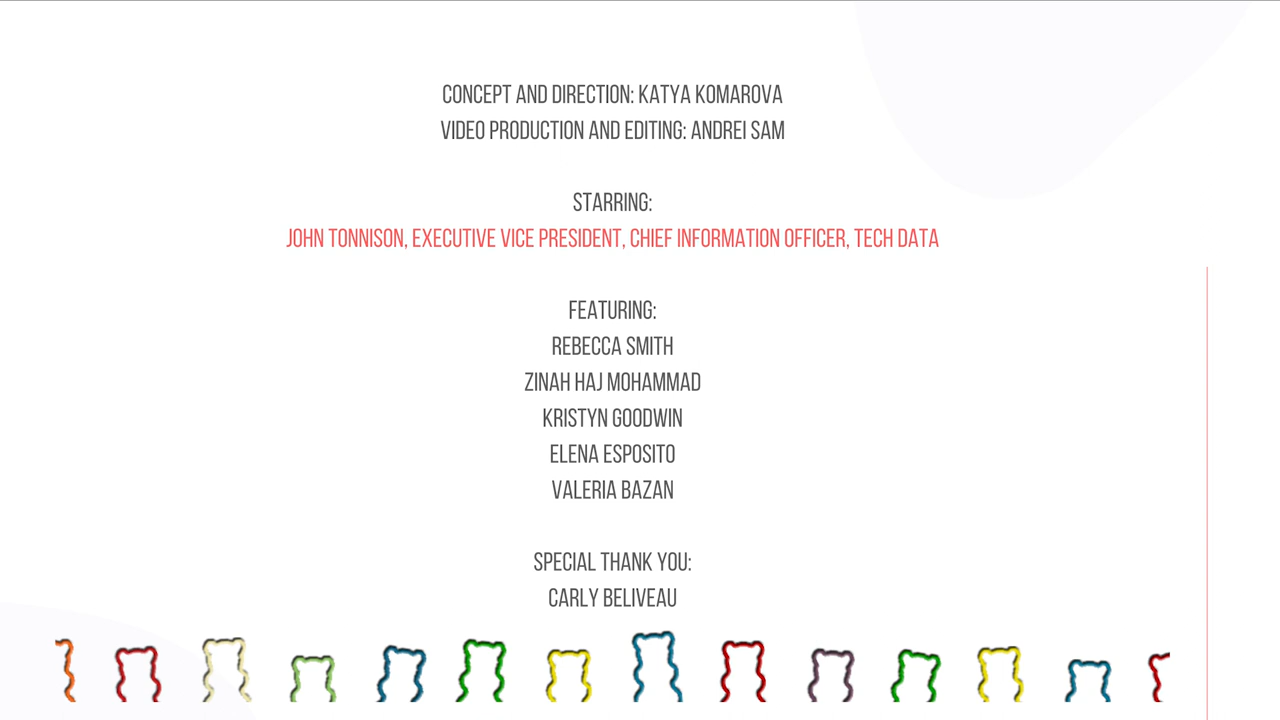 CONCEPT AND DIRECTION: KATYA KOMAROVA
VIDEO PRODUCTION AND EDITING: ANDREI SAM
STARRING:
JOHN TONNISON, EXECUTIVE VICE PRESIDENT, CHIEF INFORMATION OFFICER, TECH DATA
FEATURING:
REBECCA SMITH
ZINAH HAJ MOHAMMAD
KRISTYN GOODWIN
ELENA ESPOSITO
VALERIA BAZAN
SPECIAL THANK YOU:
CARLY BELIVEAU